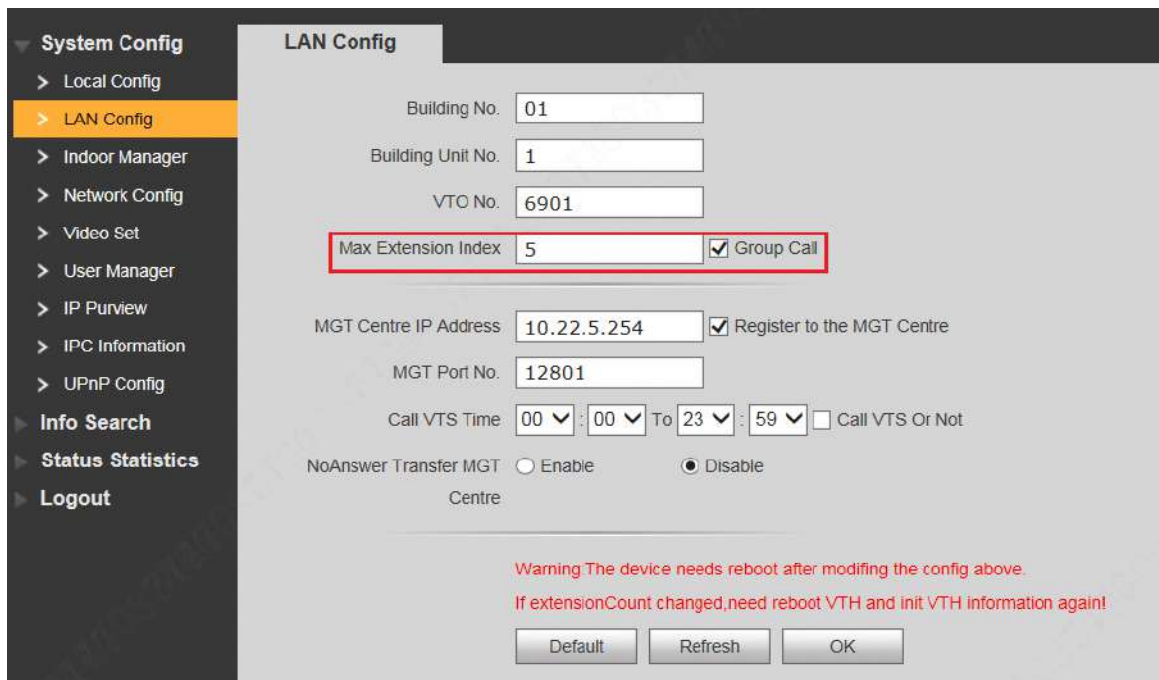 System Config
Local Config
LAN Config
Indoor Manager
Network Config
Video Set
User Manager
IP Purview
IPC Information
UPnP Config
Info Search
Status Statistics
Logout
LAN Config
Building No. 01
Building Unit No. 1
VTO No. 6901
Max Extension Index 5 Group Call
MGT Centre IP Address 10.22.5.254 Register to the MGT Centre
MGT Port No. 12801
Call VTS Time 00 : 00 To 23 : 59 Call VTS Or Not
NoAnswer Transfer MGT Enable Disable
Centre
Warning:The device needs reboot after modifing the config above.
If extensionCount changed,need reboot VTH and init VTH information again!
Default Refresh OK